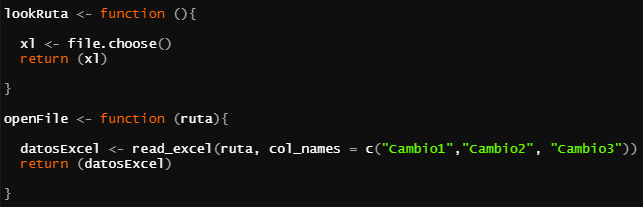 lookRuta <- function (){
xl <- file.choose()
return (xl)
}
openFile <- function (ruta){
datosExcel <- read_excel(ruta, col_names = c("Cambio1","Cambio2", "Cambio3"))
return (datosExcel)
}